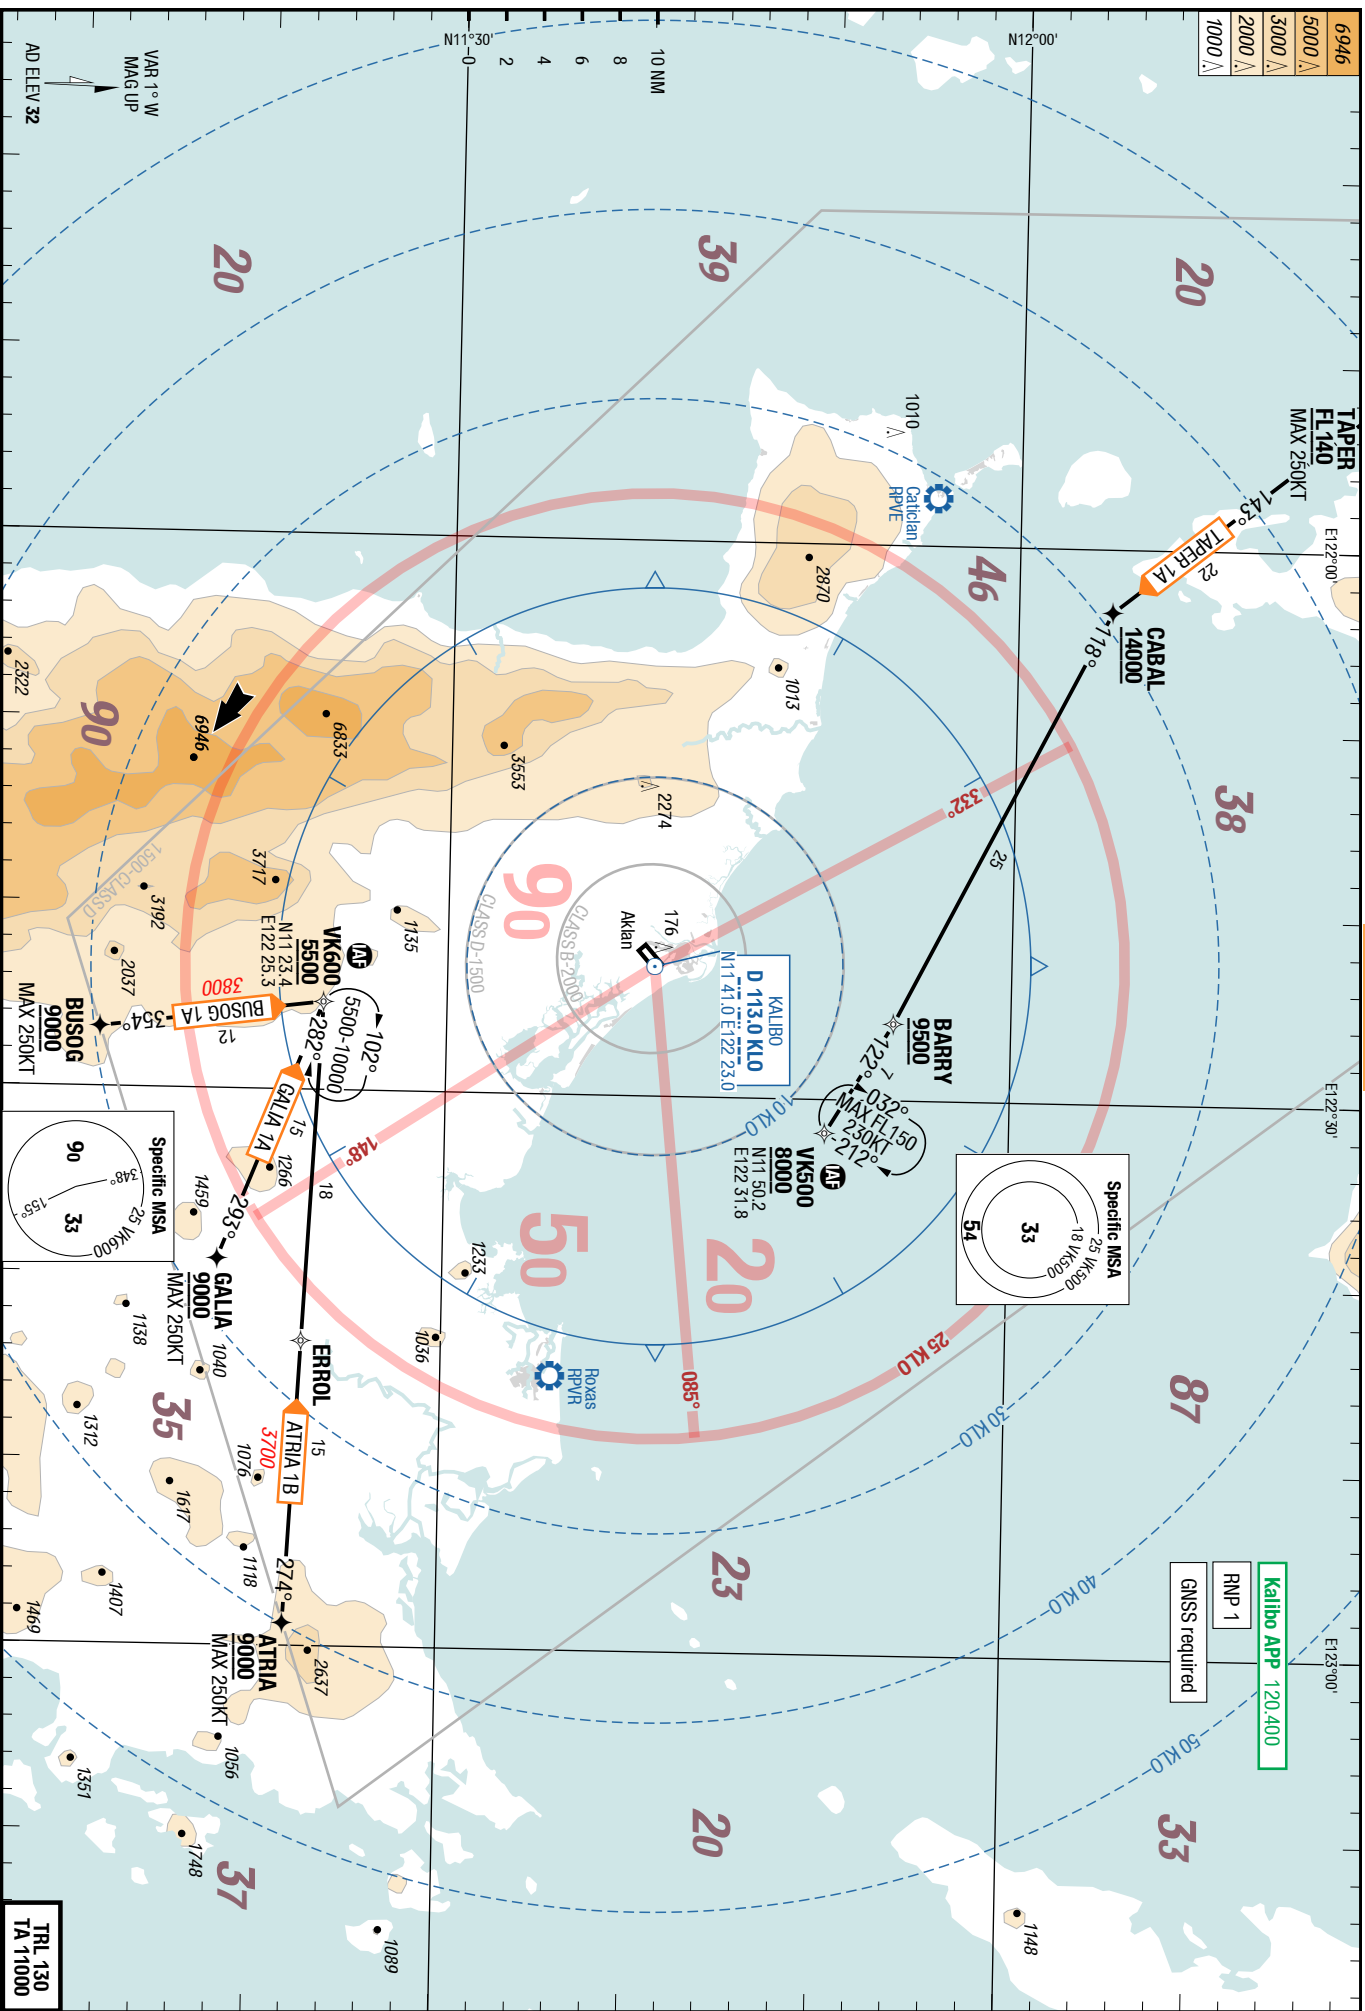 6946
5000
3000
2000
1000
N12°00'
N11°30'
10 NM
8
6
4
2
0
VAR 1° W
MAG UP
AD ELEV 32
20
39
20
TAPER
FL140
MAX 250KT
143°
TAPER 1A
22
E122°00'
CABAL
14000
118°
1010
Caticlan
RPVE
46
2870
1013
38
332°
25
2322
90
6946
6833
3553
2274
1500-CLASS D
3717
3192
2037
1135
CLASS D-1500
CLASS B-2000
90
176
Aklan
KALIBO
D 113.0 KLO
N11 41.0 E122 23.0
BARRY
9500
122°
7
032°
MAX FL150
230KT
212°
IAF
VK500
8000
N11 50.2
E122 31.8
10 KLO
E122°30'
IAF
VK600
5500
N11 23.4
E122 25.3
102°
5500-10000
282°
3800
BUSOG 1A
12
354°
BUSOG
9000
MAX 250KT
GALIA 1A
15
1266
293°
1459
GALIA
9000
MAX 250KT
148°
18
Specific MSA
25 VK600
348°
155°
90
33
Specific MSA
25 VK500
18 VK500
33
54
50
20
1233
1036
085°
25 KLO
30 KLO
40 KLO
50 KLO
Roxas
RPVR
87
1138
1040
1312
35
ERROL
15
ATRIA 1B
3700
1076
1617
1118
1407
1469
274°
ATRIA
9000
MAX 250KT
2637
1056
1351
1748
37
23
20
33
Kalibo APP 120.400
RNP 1
GNSS required
E123°00'
1148
1089
TRL 130
TA 11000